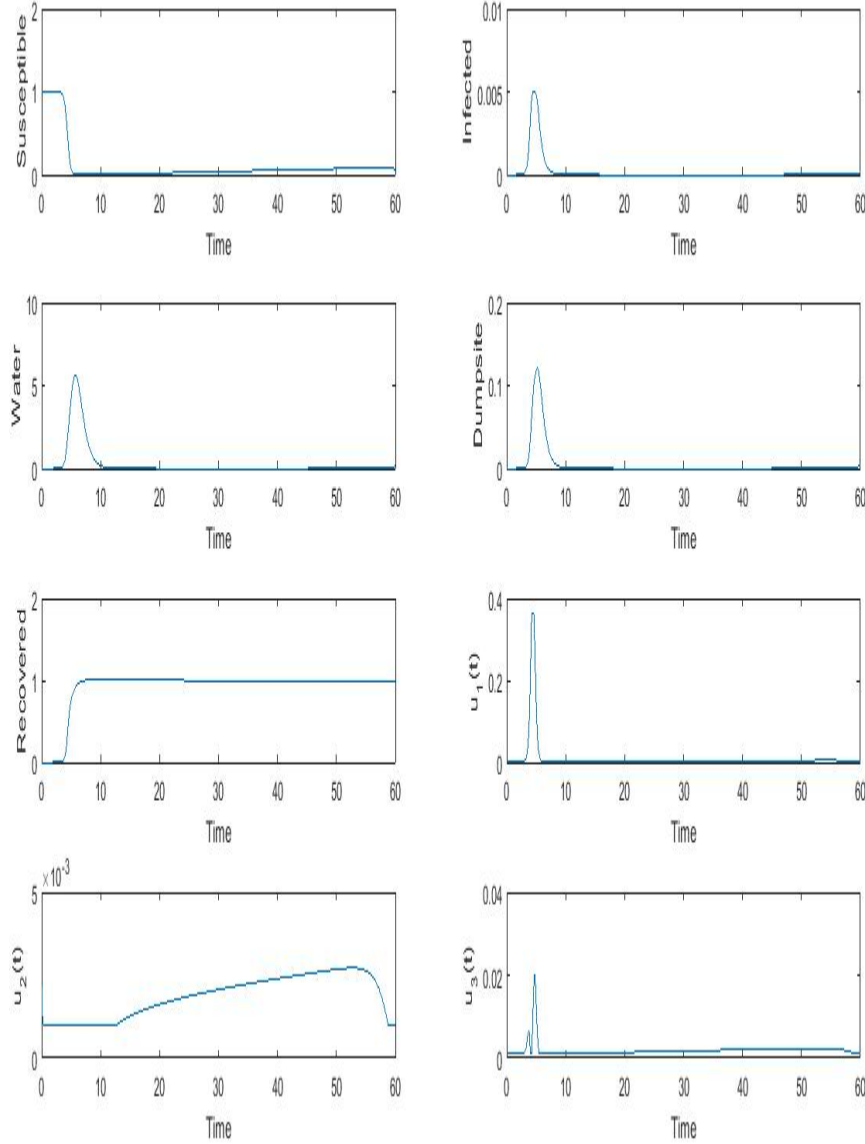 2
1
0
Susceptible
0 10 20 30 40 50 60
Time
0.01
0.005
0
Infected
0 10 20 30 40 50 60
Time
10
5
0
Water
0 10 20 30 40 50 60
Time
0.2
0.1
0
Dumpsite
0 10 20 30 40 50 60
Time
2
1
0
Recovered
0 10 20 30 40 50 60
Time
0.4
0.2
0
u₁(t)
0 10 20 30 40 50 60
Time
×10⁻³
5
0
u₂(t)
0 10 20 30 40 50 60
Time
0.04
0.02
0
u₃(t)
0 10 20 30 40 50 60
Time